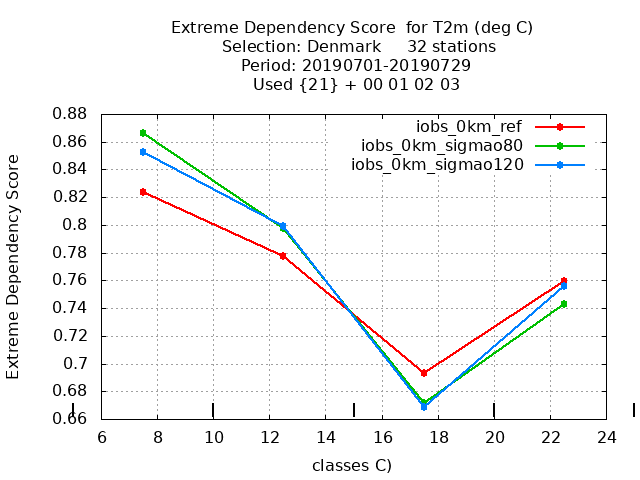 Extreme Dependency Score  for T2m (deg C)
Selection: Denmark     32 stations
Period: 20190701-20190729
Used {21} + 00 01 02 03
iobs_0km_ref
iobs_0km_sigmao80
iobs_0km_sigmao120
Extreme Dependency Score
0.88
0.86
0.84
0.82
0.8
0.78
0.76
0.74
0.72
0.7
0.68
0.66
6 8 10 12 14 16 18 20 22 24
classes C)